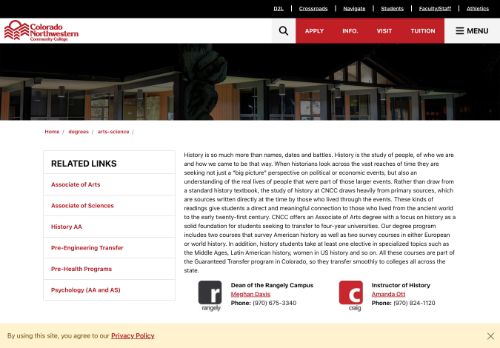 D2L Crossroads Navigate Students Faculty/Staff Athletics
Colorado
Northwestern
Community College
APPLY INFO. VISIT TUITION MENU
Home / degrees / arts-science /
RELATED LINKS
Associate of Arts
Associate of Sciences
History AA
Pre-Engineering Transfer
Pre-Health Programs
Psychology (AA and AS)
History is so much more than names, dates and battles. History is the study of people, of who we are
and how we came to be that way. When historians look across the vast reaches of time they are
seeking not just a "big picture" perspective on political or economic events, but also an
understanding of the real lives of people that were part of those larger events. Rather than draw from
a standard history textbook, the study of history at CNCC draws heavily from primary sources, which
are sources written directly at the time by those who lived through the events. These kinds of
readings give students a direct and meaningful connection to those who lived from the ancient world
to the early twenty-first century. CNCC offers an Associate of Arts degree with a focus on history as a
solid foundation for students seeking to transfer to four-year universities. Our degree program
includes two courses that survey American history as well as two survey courses in either European
or world history. In addition, history students take at least one elective in specialized topics such as
the Middle Ages, Latin American history, women in US history and so on. All these courses are part of
the Guaranteed Transfer program in Colorado, so they transfer smoothly to colleges all across the
state.
r
rangely
Dean of the Rangely Campus
Meghan Davis
Phone: (970) 675-3340
c
craig
Instructor of History
Amanda Ott
Phone: (970) 824-1120
By using this site, you agree to our Privacy Policy